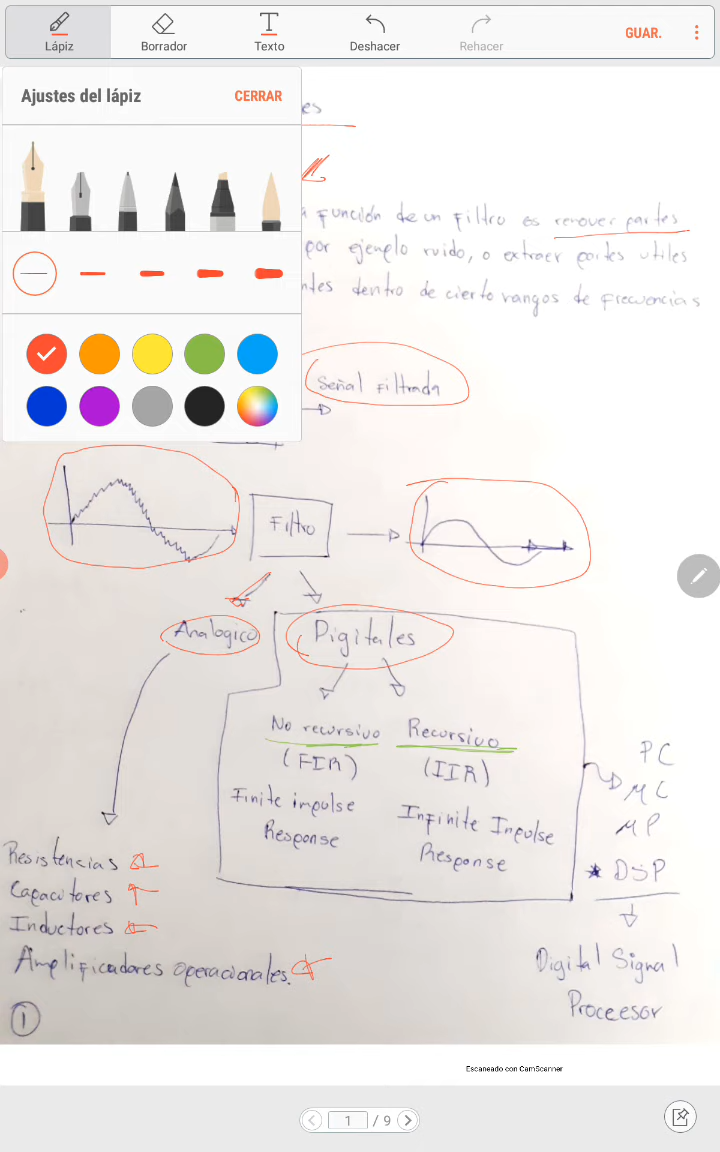 Lápiz
Borrador
Texto
Deshacer
Rehacer
GUAR.
Ajustes del lápiz
CERRAR
es
función de un Filtro es remover partes
por ejemplo ruido, o extraer partes utiles
ntes dentro de cierto rangos de frecuencias
Señal Filtrada
Filtro
Analogico
Digitales
No recursivo
(FIR)
Finite impulse
Response
Recursivo
(IIR)
Infinite Impulse
Response
PC
MC
MP
* DSP
Digital Signal
Proceesor
Resistencias
Capacitores
Inductores
Amplificadores operacionales.
1
Escaneado con CamScanner
1 / 9